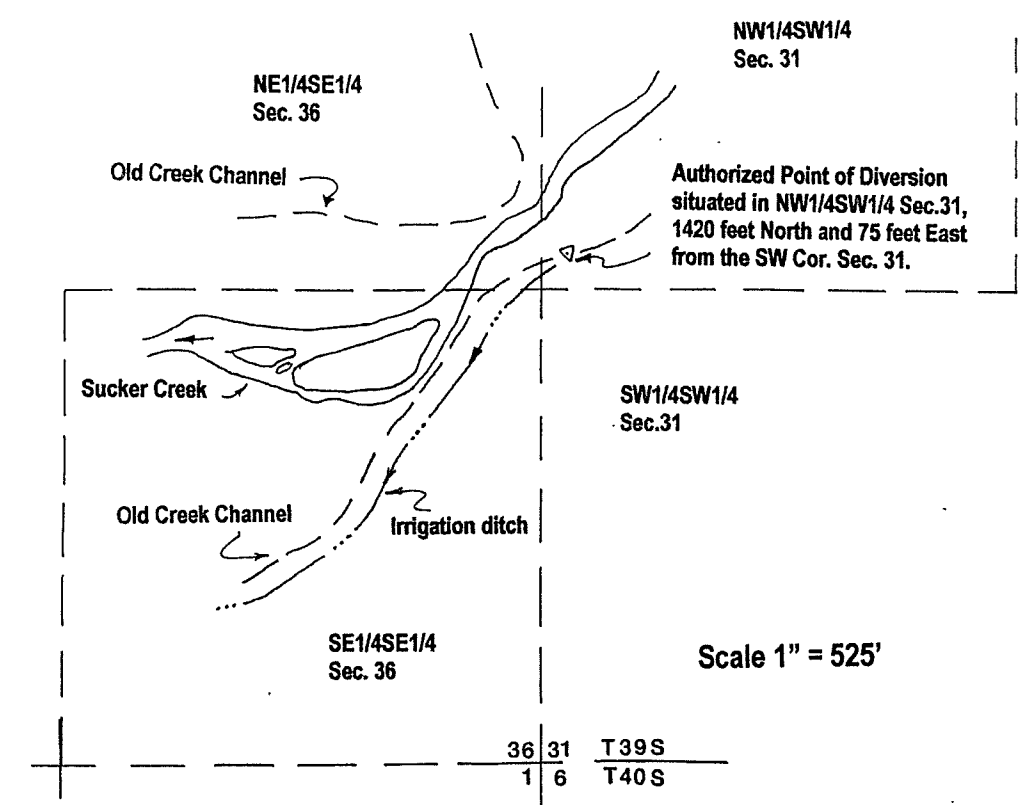 NW1/4SW1/4
Sec. 31
NE1/4SE1/4
Sec. 36
Old Creek Channel
Authorized Point of Diversion
situated in NW1/4SW1/4 Sec.31,
1420 feet North and 75 feet East
from the SW Cor. Sec. 31.
Sucker Creek
SW1/4SW1/4
Sec.31
Old Creek Channel
Irrigation ditch
SE1/4SE1/4
Sec. 36
Scale 1” = 525’
36 31 T39S
1 6 T40S